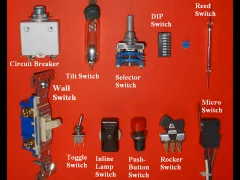 DIP
Switch
Reed
Switch
Circuit Breaker
Tilt Switch
Selector
Switch
Wall
Switch
Micro
Switch
Toggle
Switch
Inline
Lamp
Switch
Push-
Button
Switch
Rocker
Switch